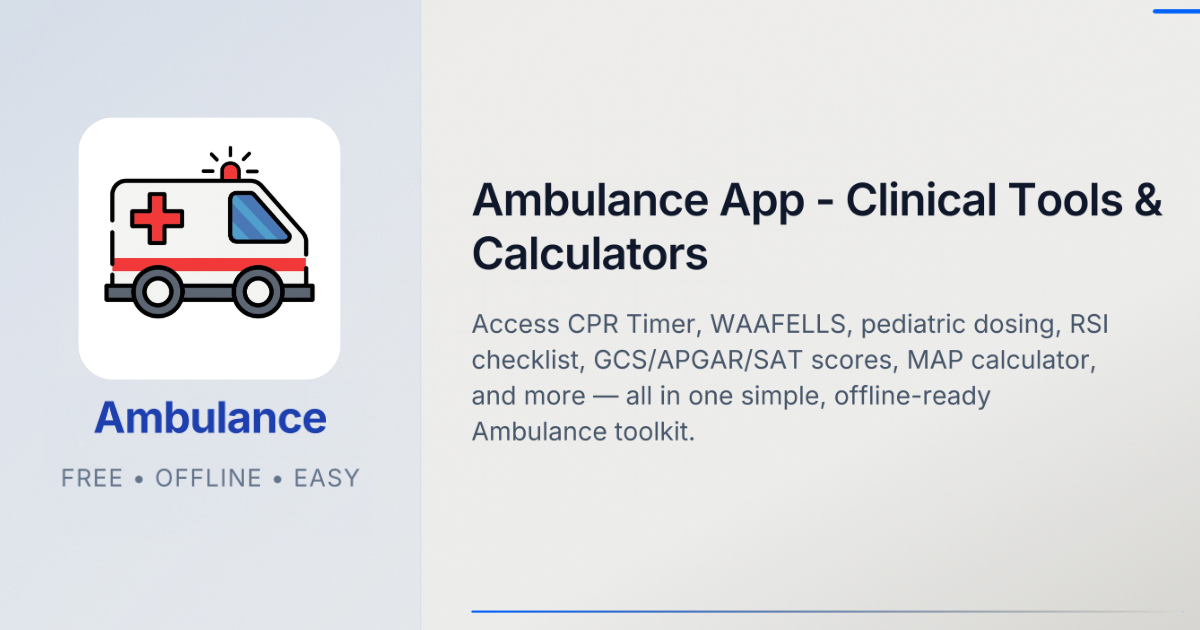 Ambulance
FREE • OFFLINE • EASY
Ambulance App - Clinical Tools &
Calculators
Access CPR Timer, WAAFELLS, pediatric dosing, RSI
checklist, GCS/APGAR/SAT scores, MAP calculator,
and more — all in one simple, offline-ready
Ambulance toolkit.